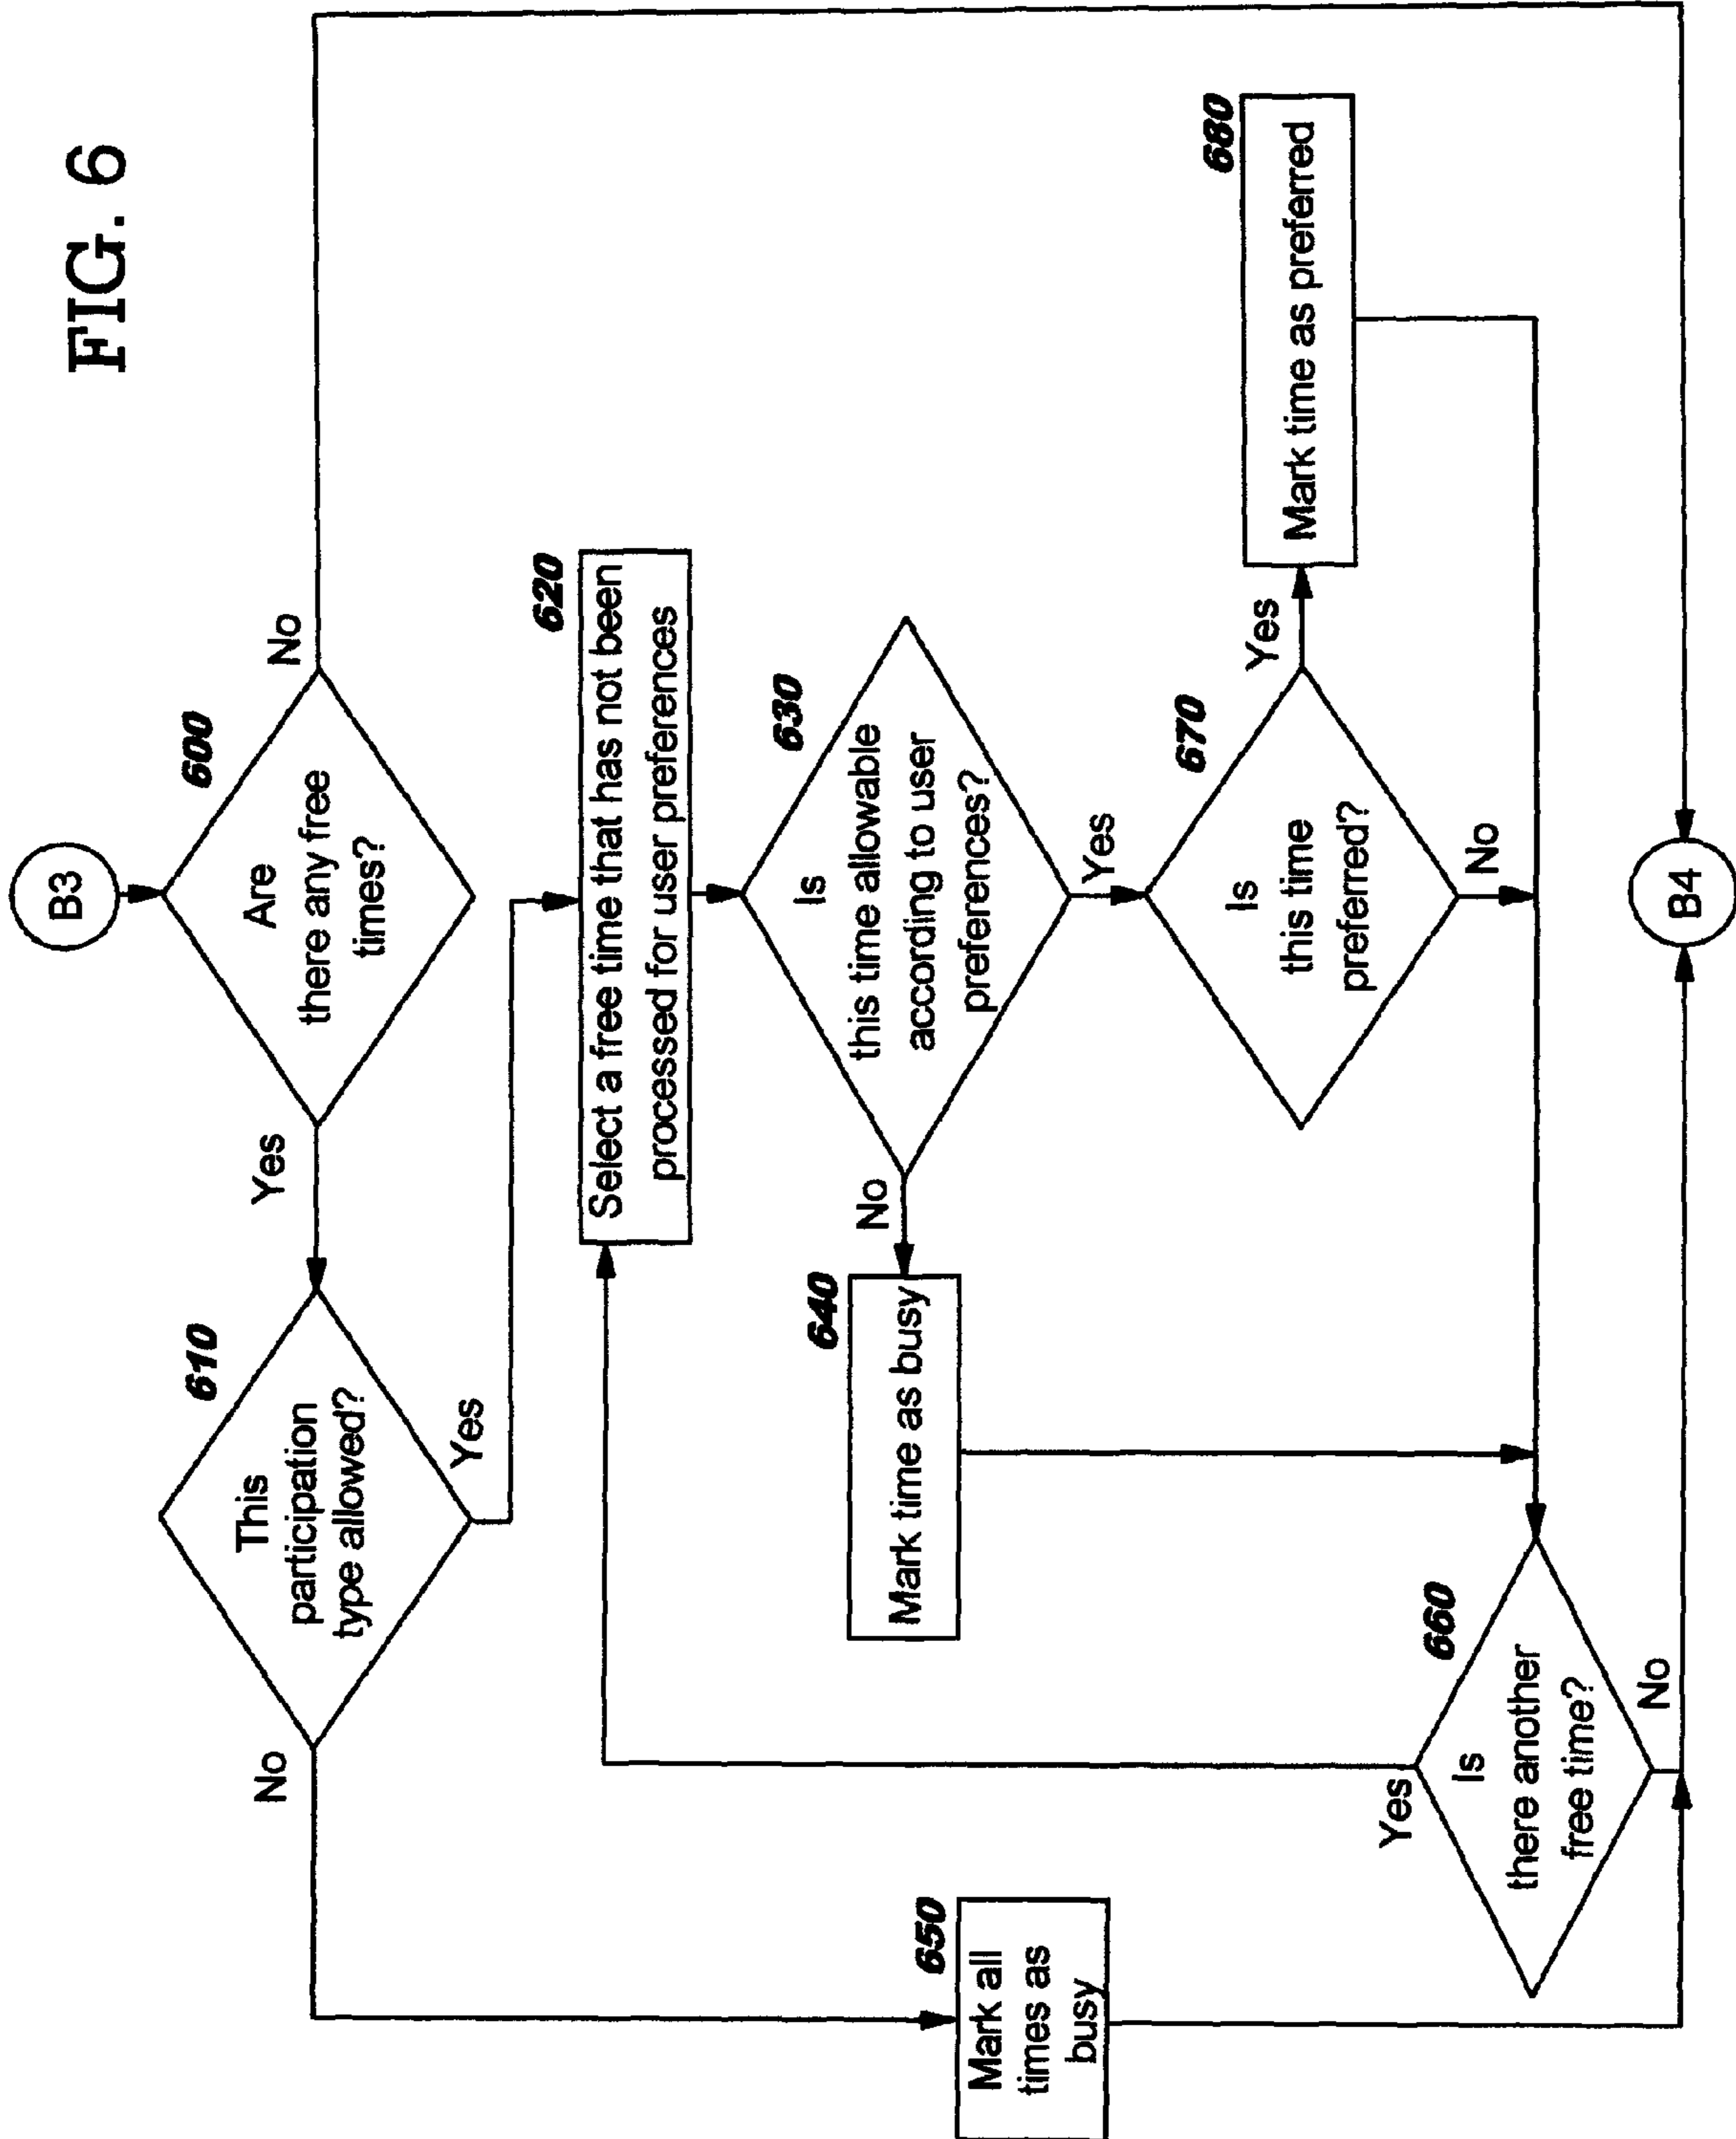 FIG. 6
B3
600
Are
there any free
times?
Yes
No
610
This
participation
type allowed?
No
Yes
620
Select a free time that has not been
processed for user preferences
630
Is
this time allowable
according to user
preferences?
No
Yes
640
Mark time as busy
670
Is
this time
preferred?
Yes
No
680
Mark time as preferred
650
Mark all
times as
busy
660
Is
there another
free time?
Yes
No
B4